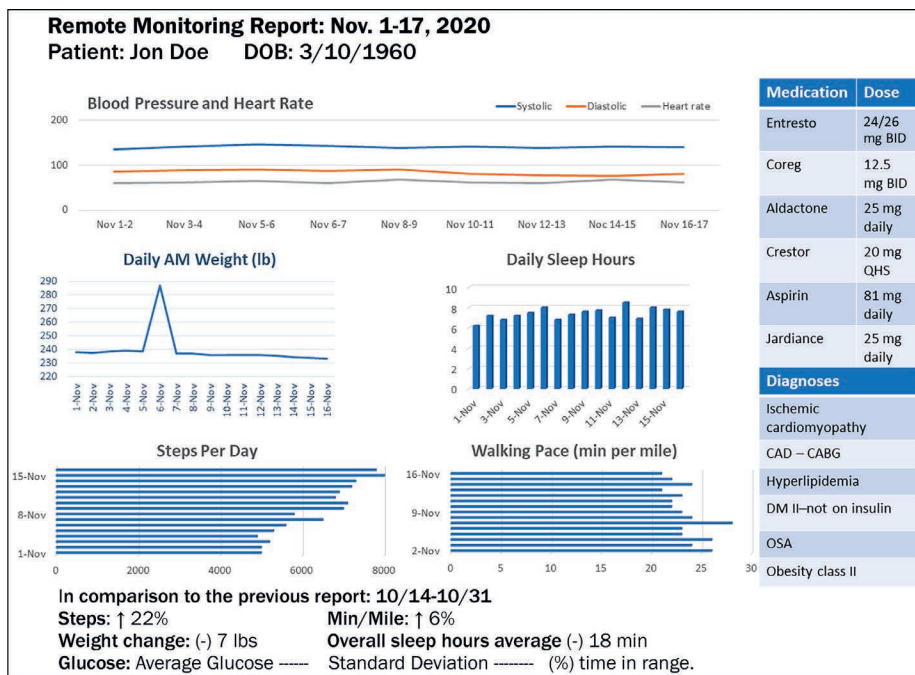 Remote Monitoring Report: Nov. 1-17, 2020
Patient: Jon Doe DOB: 3/10/1960
Blood Pressure and Heart Rate
Systolic Diastolic Heart rate
200
100
0
Nov 1-2 Nov 3-4 Nov 5-6 Nov 6-7 Nov 8-9 Nov 10-11 Nov 12-13 Noc 14-15 Nov 16-17
Daily AM Weight (lb)
290
280
270
260
250
240
230
220
1-Nov 2-Nov 3-Nov 4-Nov 5-Nov 6-Nov 7-Nov 8-Nov 9-Nov 10-Nov 11-Nov 12-Nov 13-Nov 14-Nov 15-Nov 16-Nov
Daily Sleep Hours
10
8
6
4
2
0
1-Nov 3-Nov 5-Nov 7-Nov 9-Nov 11-Nov 13-Nov 15-Nov
Steps Per Day
15-Nov
8-Nov
1-Nov
0 2000 4000 6000 8000
Walking Pace (min per mile)
16-Nov
9-Nov
2-Nov
0 5 10 15 20 25 30
Medication Dose
Entresto 24/26
mg BID
Coreg 12.5
mg BID
Aldactone 25 mg
daily
Crestor 20 mg
QHS
Aspirin 81 mg
daily
Jardiance 25 mg
daily
Diagnoses
Ischemic
cardiomyopathy
CAD – CABG
Hyperlipidemia
DM II–not on insulin
OSA
Obesity class II
In comparison to the previous report: 10/14-10/31
Steps: ↑ 22% Min/Mile: ↑ 6%
Weight change: (-) 7 lbs Overall sleep hours average (-) 18 min
Glucose: Average Glucose ------ Standard Deviation -------- (%) time in range.